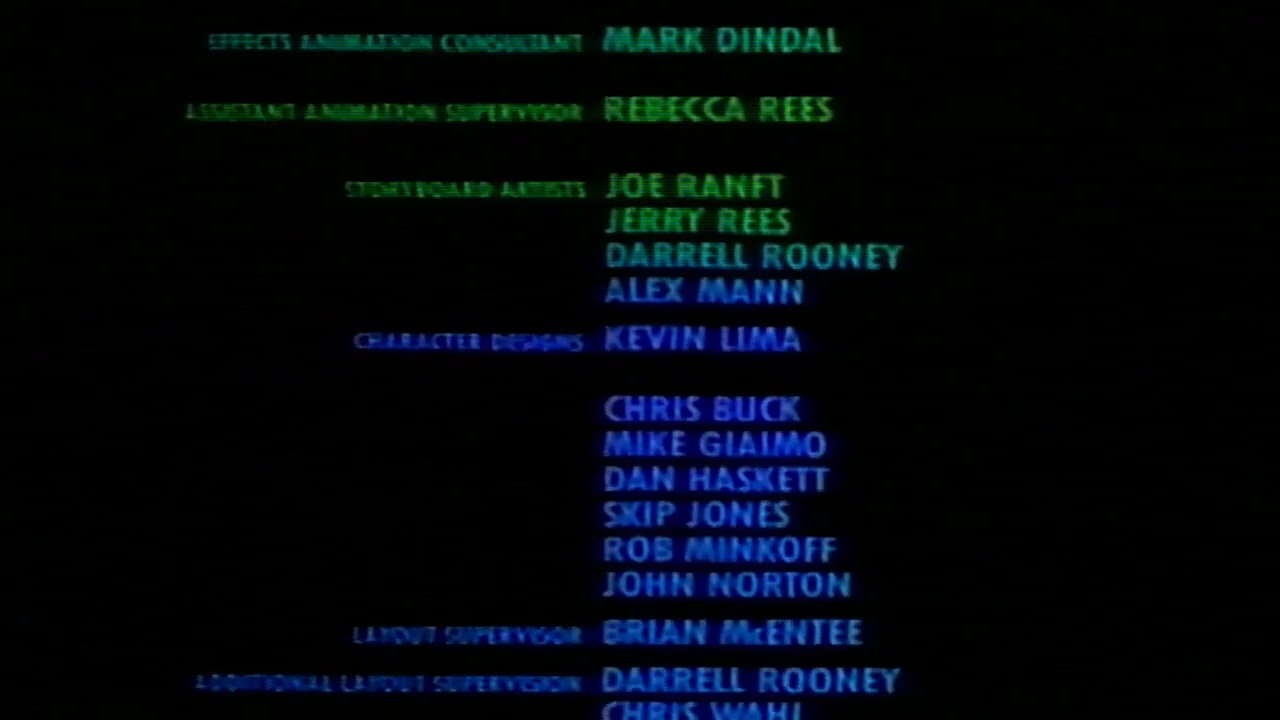 EFFECTS ANIMATION CONSULTANT MARK DINDAL
ASSISTANT ANIMATION SUPERVISOR REBECCA REES
STORYBOARD ARTISTS JOE RANFT
JERRY REES
DARRELL ROONEY
ALEX MANN
CHARACTER DESIGNS KEVIN LIMA
CHRIS BUCK
MIKE GIAIMO
DAN HASKETT
SKIP JONES
ROB MINKOFF
JOHN NORTON
LAYOUT SUPERVISOR BRIAN McENTEE
ADDITIONAL LAYOUT SUPERVISION DARRELL ROONEY
CHRIS WAHL